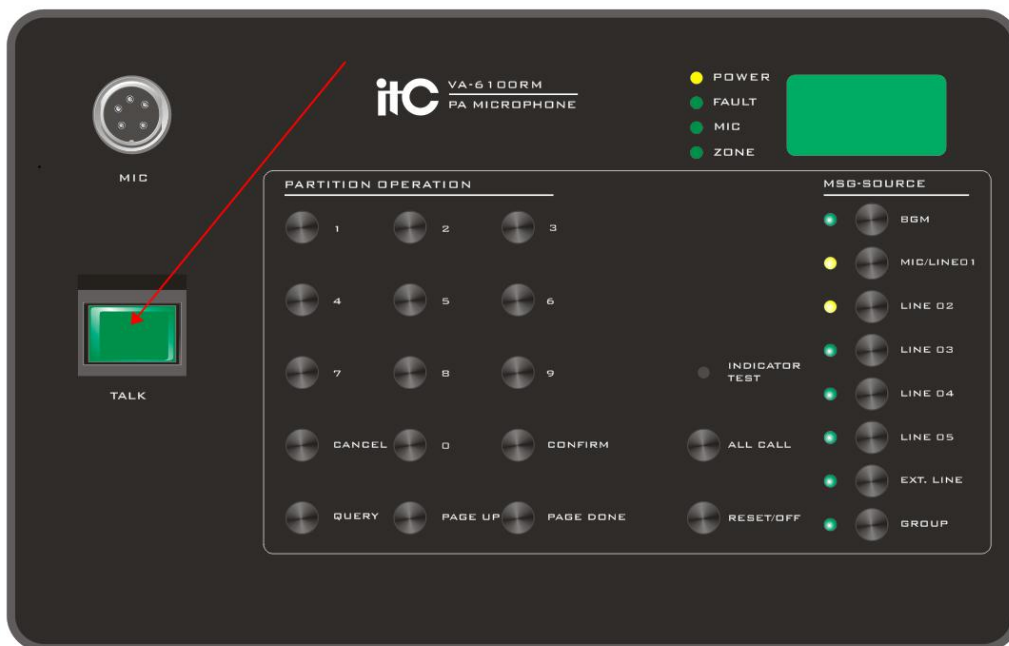 itC VA-6100RM
PA MICROPHONE
POWER
FAULT
MIC
ZONE
MIC
TALK
PARTITION OPERATION
1 2 3
4 5 6
7 8 9
CANCEL 0 CONFIRM
QUERY PAGE UP PAGE DONE
INDICATOR
TEST
ALL CALL
RESET/OFF
MSG-SOURCE
BGM
MIC/LINE01
LINE 02
LINE 03
LINE 04
LINE 05
EXT. LINE
GROUP